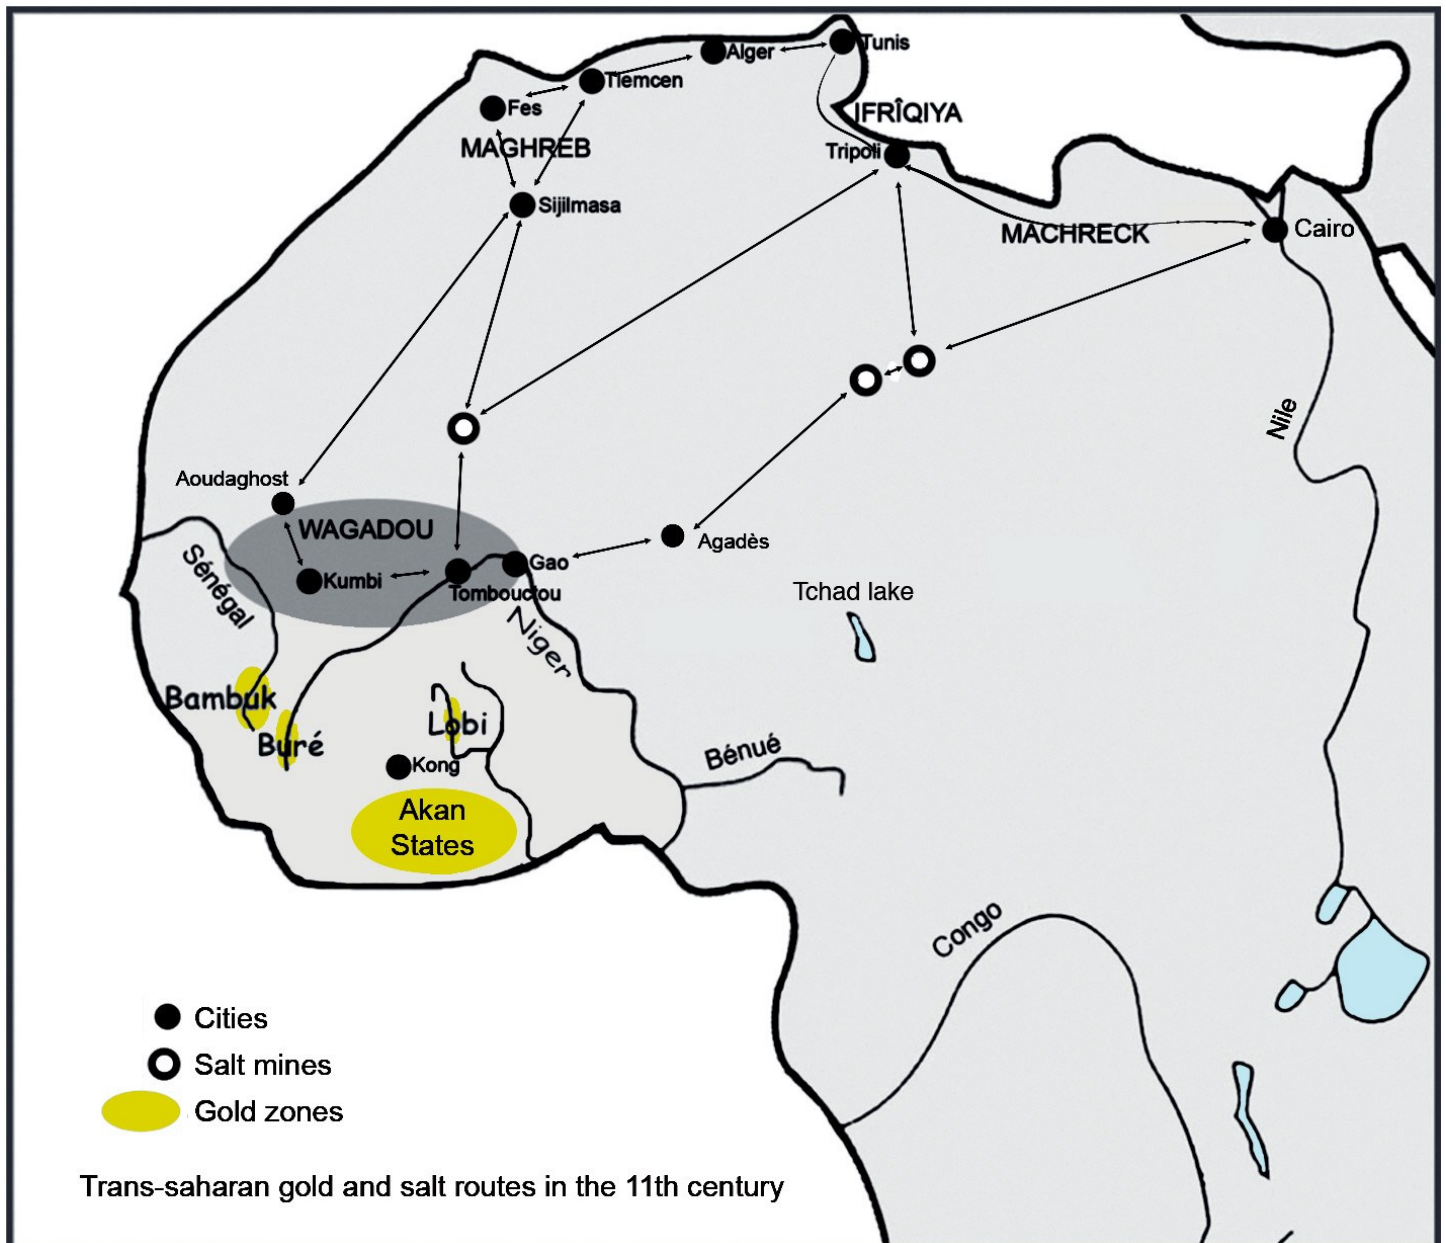 Alger
Tunis
Tlemcen
Fes
IFRÎQIYA
MAGHREB
Tripoli
Sijilmasa
MACHRECK
Cairo
Nile
Aoudaghost
WAGADOU
Agadès
Gao
Kumbi
Tombouctou
Sénégal
Niger
Tchad lake
Bambuk
Buré
Lobi
Kong
Bénué
Akan
States
Congo
Cities
Salt mines
Gold zones
Trans-saharan gold and salt routes in the 11th century